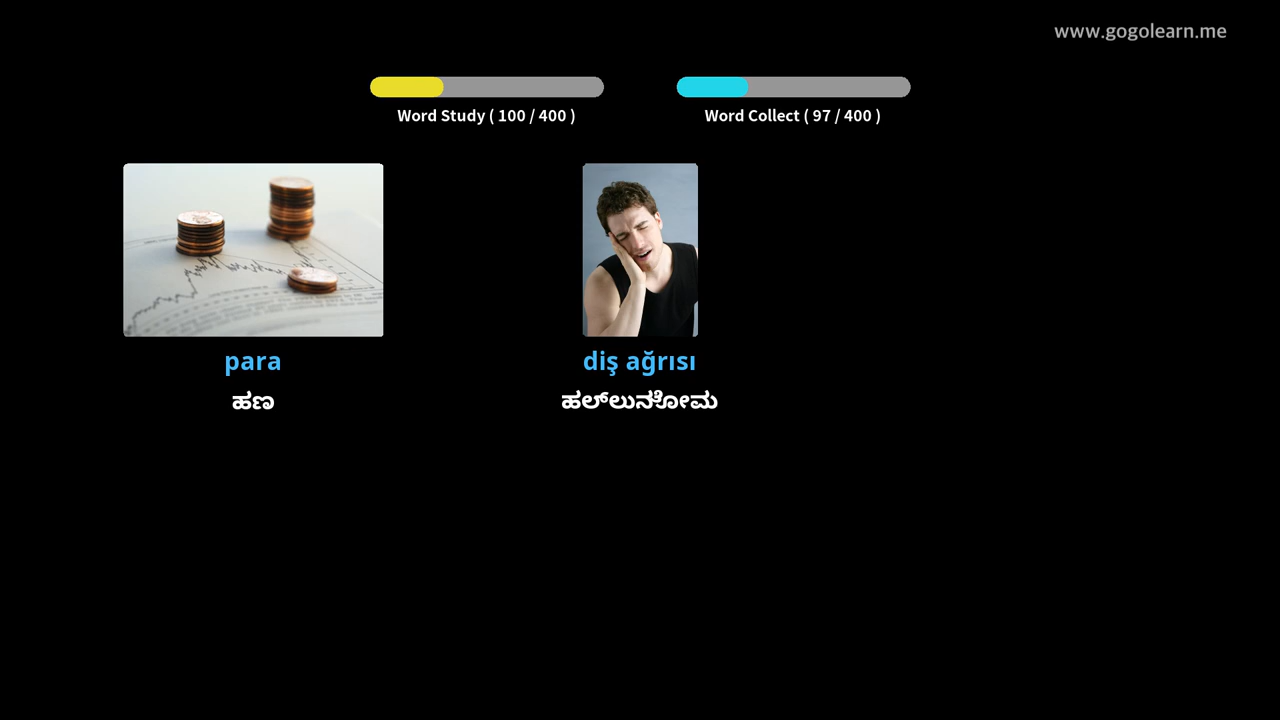 www.gogolearn.me
Word Study ( 100 / 400 )
Word Collect ( 97 / 400 )
para
diş ağrısı
ಹಣ
ಹಲ್ಲುನೋವು